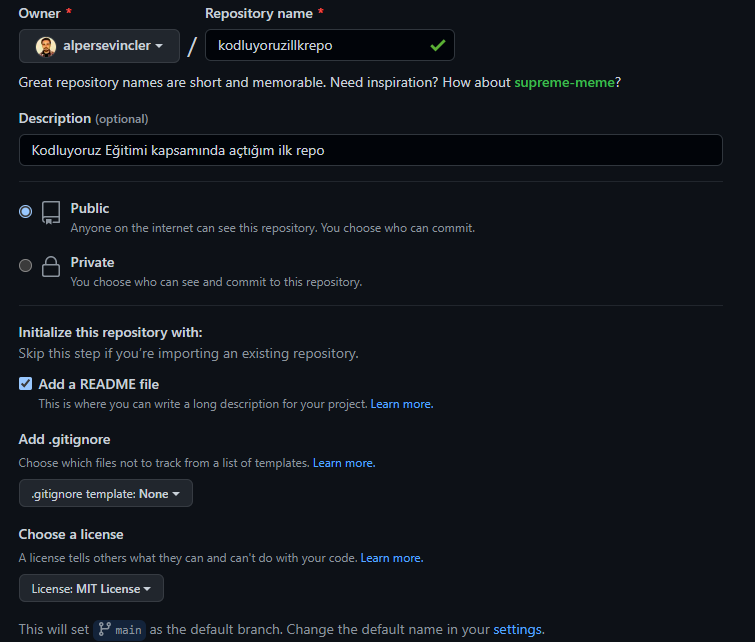 Owner * Repository name *
alpersevincler / kodluyoruzillkrepo
Great repository names are short and memorable. Need inspiration? How about supreme-meme?
Description (optional)
Kodluyoruz Eğitimi kapsamında açtığım ilk repo
Public
Anyone on the internet can see this repository. You choose who can commit.
Private
You choose who can see and commit to this repository.
Initialize this repository with:
Skip this step if you're importing an existing repository.
Add a README file
This is where you can write a long description for your project. Learn more.
Add .gitignore
Choose which files not to track from a list of templates. Learn more.
.gitignore template: None
Choose a license
A license tells others what they can and can't do with your code. Learn more.
License: MIT License
This will set main as the default branch. Change the default name in your settings.